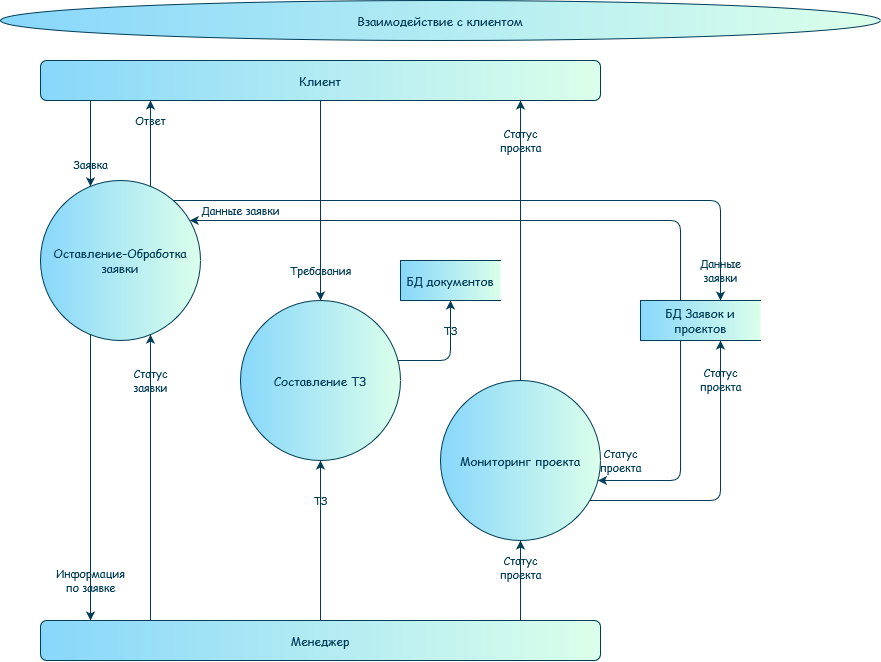 Взаимодействие с клиентом
Клиент
Ответ
Статус
проекта
Заявка
Данные заявки
Оставление-Обработка
заявки
Требования
БД документов
Данные
заявки
БД Заявок и
проектов
ТЗ
Статус
заявки
Составление ТЗ
Статус
проекта
Мониторинг проекта
Статус
проекта
ТЗ
Информация
по заявке
Статус
проекта
Менеджер